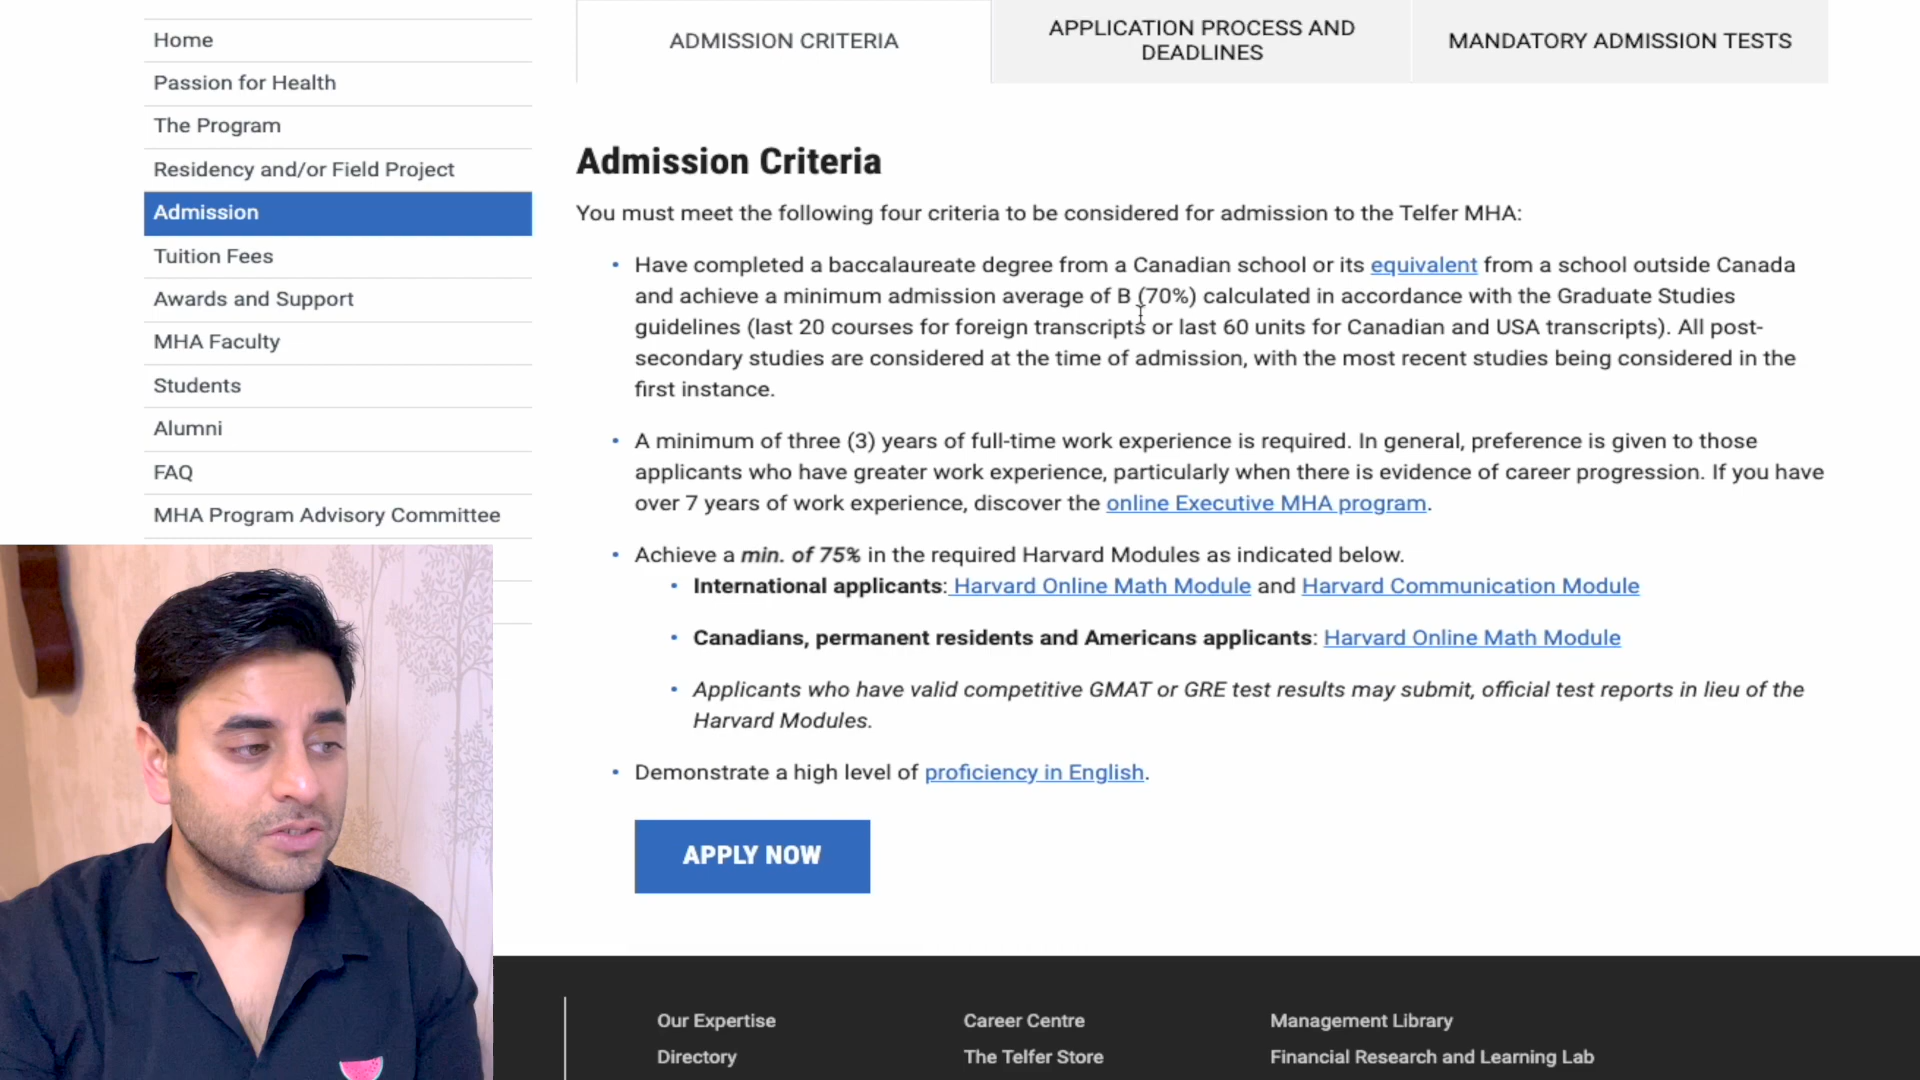 Home
Passion for Health
The Program
Residency and/or Field Project
Admission
Tuition Fees
Awards and Support
MHA Faculty
Students
Alumni
FAQ
MHA Program Advisory Committee
ADMISSION CRITERIA
APPLICATION PROCESS AND
DEADLINES
MANDATORY ADMISSION TESTS
Admission Criteria
You must meet the following four criteria to be considered for admission to the Telfer MHA:
• Have completed a baccalaureate degree from a Canadian school or its equivalent from a school outside Canada
and achieve a minimum admission average of B (70%) calculated in accordance with the Graduate Studies
guidelines (last 20 courses for foreign transcripts or last 60 units for Canadian and USA transcripts). All post-
secondary studies are considered at the time of admission, with the most recent studies being considered in the
first instance.
• A minimum of three (3) years of full-time work experience is required. In general, preference is given to those
applicants who have greater work experience, particularly when there is evidence of career progression. If you have
over 7 years of work experience, discover the online Executive MHA program.
• Achieve a min. of 75% in the required Harvard Modules as indicated below.
• International applicants: Harvard Online Math Module and Harvard Communication Module
• Canadians, permanent residents and Americans applicants: Harvard Online Math Module
• Applicants who have valid competitive GMAT or GRE test results may submit, official test reports in lieu of the
Harvard Modules.
• Demonstrate a high level of proficiency in English.
APPLY NOW
Our Expertise
Career Centre
Management Library
Directory
The Telfer Store
Financial Research and Learning Lab